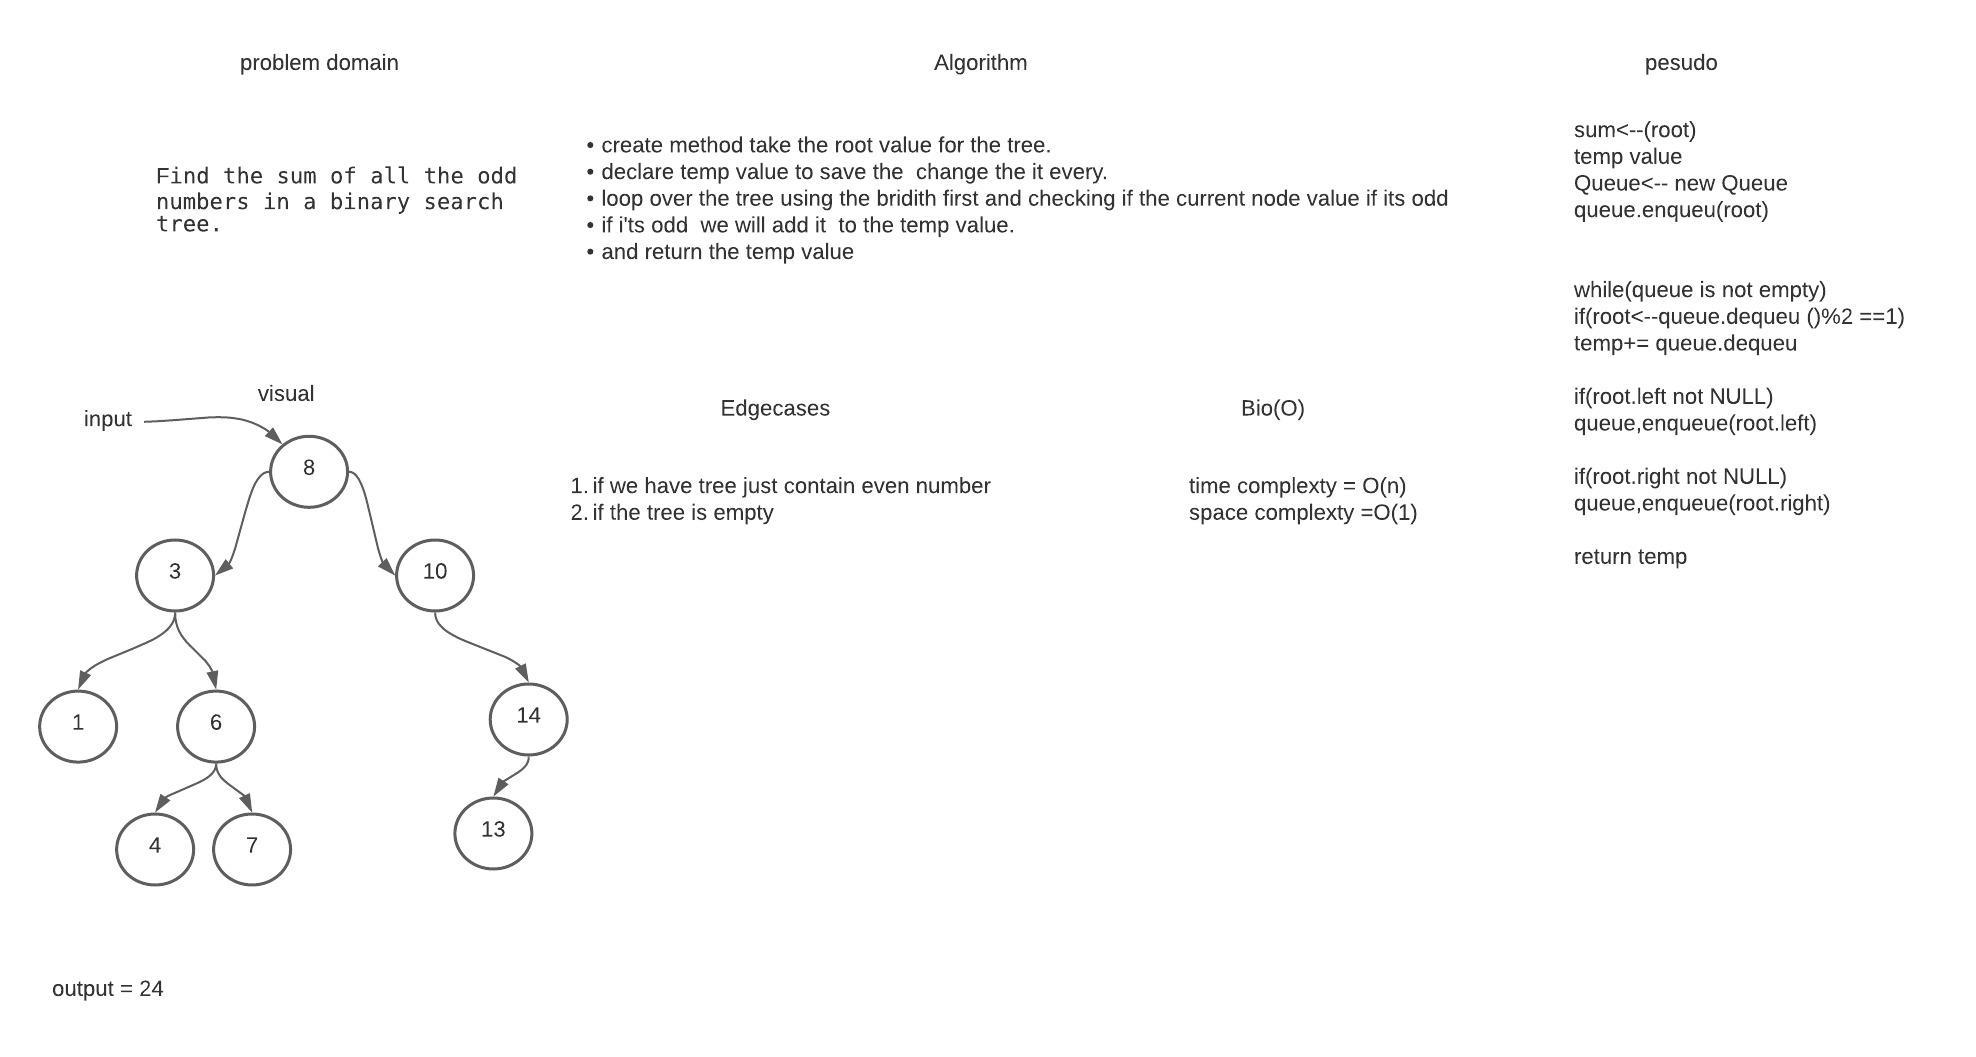 problem domain
Find the sum of all the odd
numbers in a binary search
tree.
Algorithm
• create method take the root value for the tree.
• declare temp value to save the  change the it every.
• loop over the tree using the bridith first and checking if the current node value if its odd
• if i'ts odd  we will add it  to the temp value.
• and return the temp value
pesudo
sum<--(root)
temp value
Queue<-- new Queue
queue.enqueu(root)
while(queue is not empty)
if(root<--queue.dequeu ()%2 ==1)
temp+= queue.dequeu
if(root.left not NULL)
queue,enqueue(root.left)
if(root.right not NULL)
queue,enqueue(root.right)
return temp
visual
input
8
3
10
1
6
14
4
7
13
output = 24
Edgecases
1. if we have tree just contain even number
2. if the tree is empty
Bio(O)
time complexty = O(n)
space complexty =O(1)